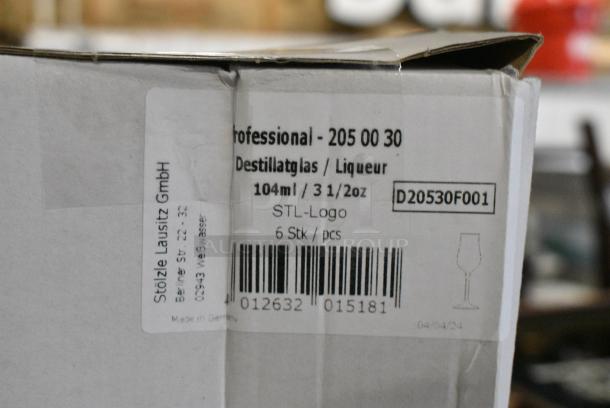 rofessional - 205 00 30
Destillatglas / Liqueur
104ml / 3 1/2oz
D20530F001
STL-Logo
6 Stk / pcs
012632 015181
04/04/24
Stölzle Lausitz GmbH
Berliner Str. 22 - 32
02943 Weißwasser
Made in Germany